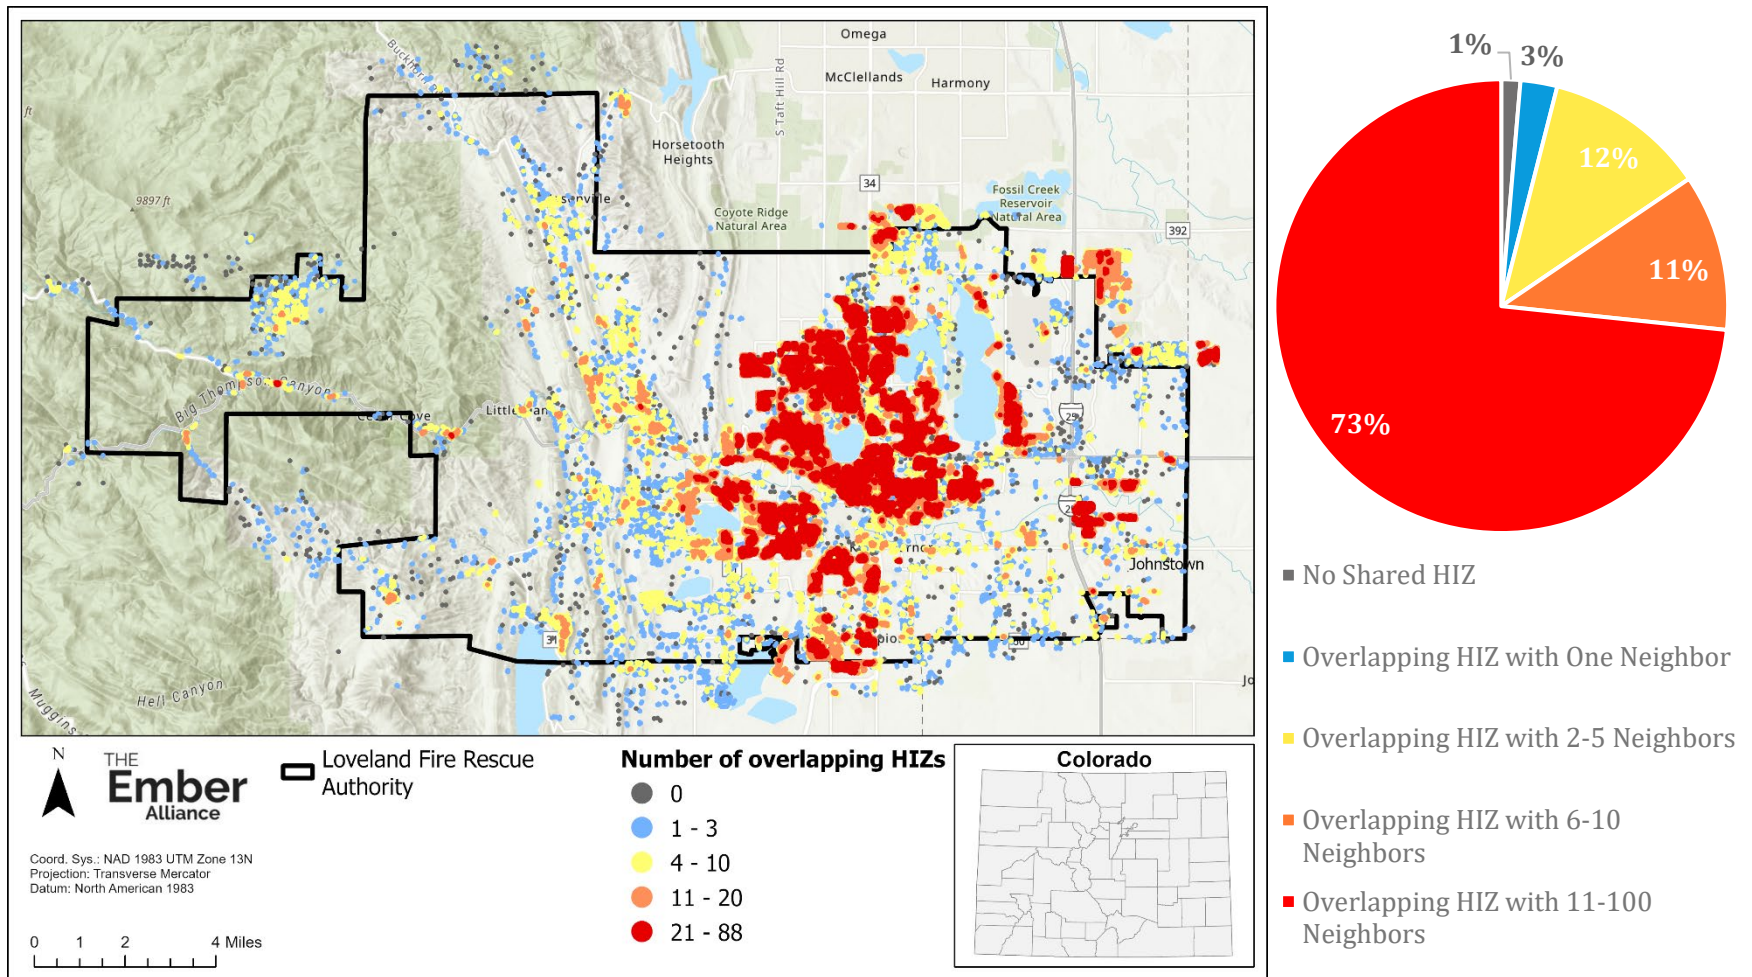 Omega
McClellands
Harmony
S Taft Hill Rd
Horsetooth
Heights
34
Fossil Creek
Reservoir
Natural Area
Coyote Ridge
Natural Area
392
9897 ft
ft
Big Thompson Canyon
25
Johnstown
Hell Canyon
31
N
THE
Ember
Alliance
Loveland Fire Rescue
Authority
Coord. Sys.: NAD 1983 UTM Zone 13N
Projection: Transverse Mercator
Datum: North American 1983
0 1 2 4 Miles
Number of overlapping HIZs
0
1 - 3
4 - 10
11 - 20
21 - 88
Colorado
1%
3%
12%
11%
73%
No Shared HIZ
Overlapping HIZ with One Neighbor
Overlapping HIZ with 2-5 Neighbors
Overlapping HIZ with 6-10
Neighbors
Overlapping HIZ with 11-100
Neighbors